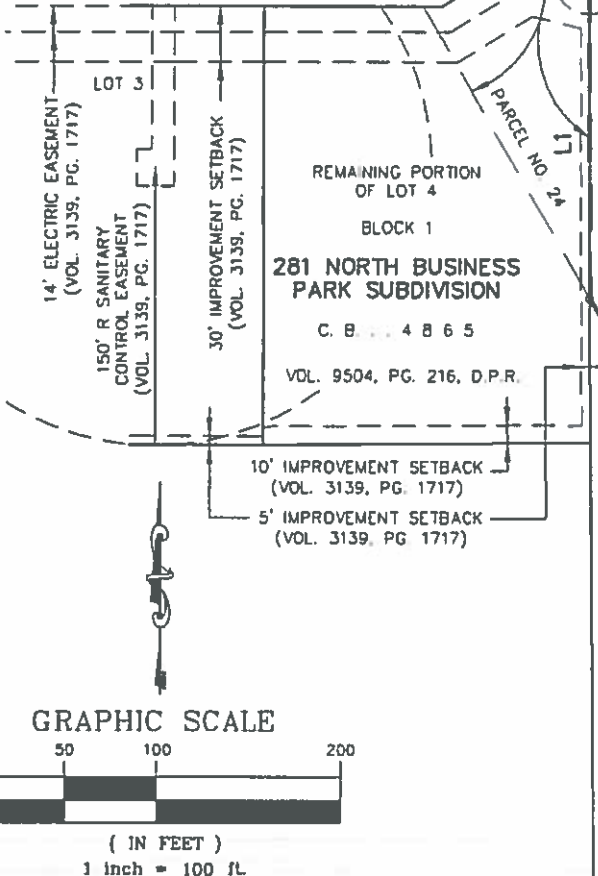 LOT 3
14' ELECTRIC EASEMENT
(VOL. 3139, PG. 1717)
150' R SANITARY
CONTROL EASEMENT
(VOL. 3139, PG. 1717)
30' IMPROVEMENT SETBACK
(VOL. 3139, PG. 1717)
PARCEL NO. 24
L1
REMAINING PORTION
OF LOT 4
BLOCK 1
281 NORTH BUSINESS
PARK SUBDIVISION
C. B. . . 4 8 6 5
VOL. 9504, PG. 216, D.P.R.
10' IMPROVEMENT SETBACK
(VOL. 3139, PG. 1717)
5' IMPROVEMENT SETBACK
(VOL. 3139, PG. 1717)
GRAPHIC SCALE
50 100 200
( IN FEET )
1 inch = 100 ft.